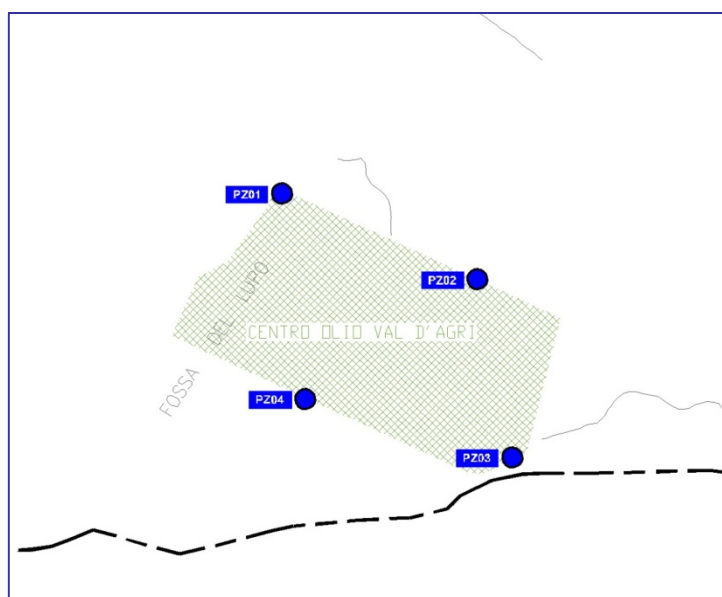 PZ01
PZ02
FOSSA DEL LUPO
CENTRO OLIO VAL D'AGRI
PZ04
PZ03